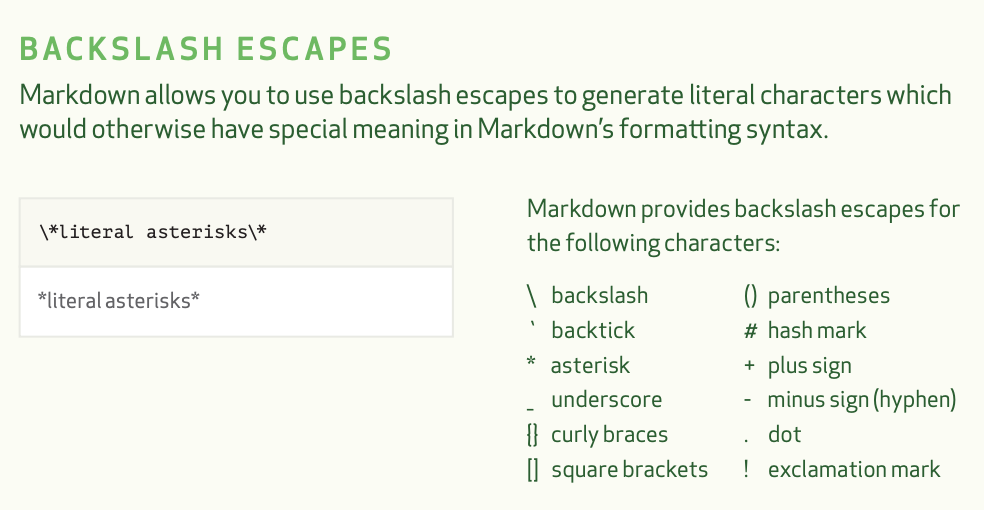 BACKSLASH ESCAPES
Markdown allows you to use backslash escapes to generate literal characters which
would otherwise have special meaning in Markdown’s formatting syntax.
\*literal asterisks\*
*literal asterisks*
Markdown provides backslash escapes for
the following characters:
\ backslash
` backtick
* asterisk
_ underscore
{} curly braces
[] square brackets
() parentheses
# hash mark
+ plus sign
- minus sign (hyphen)
. dot
! exclamation mark